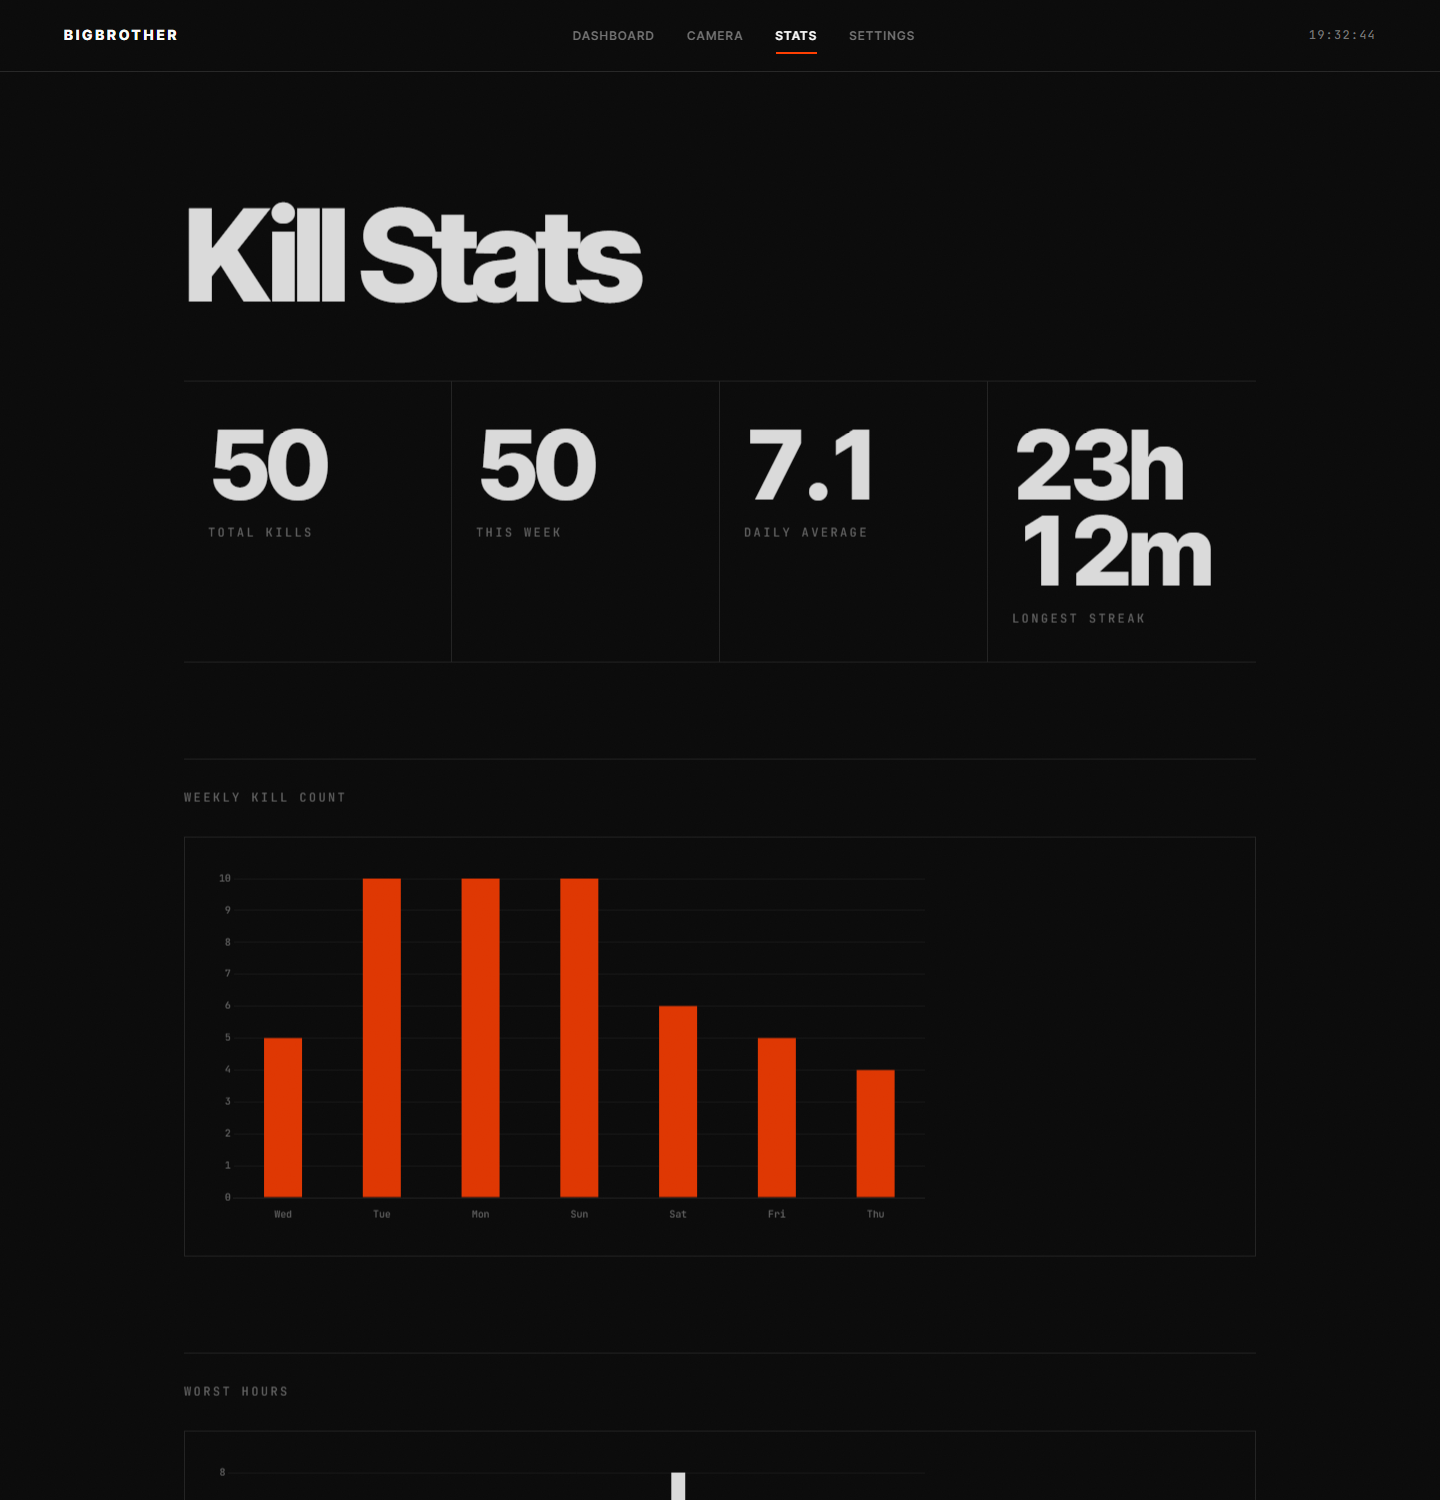 BIGBROTHER
DASHBOARD CAMERA STATS SETTINGS
19:32:44
Kill Stats
50
TOTAL KILLS
50
THIS WEEK
7.1
DAILY AVERAGE
23h
12m
LONGEST STREAK
WEEKLY KILL COUNT
10
9
8
7
6
5
4
3
2
1
0
Wed Tue Mon Sun Sat Fri Thu
WORST HOURS
8